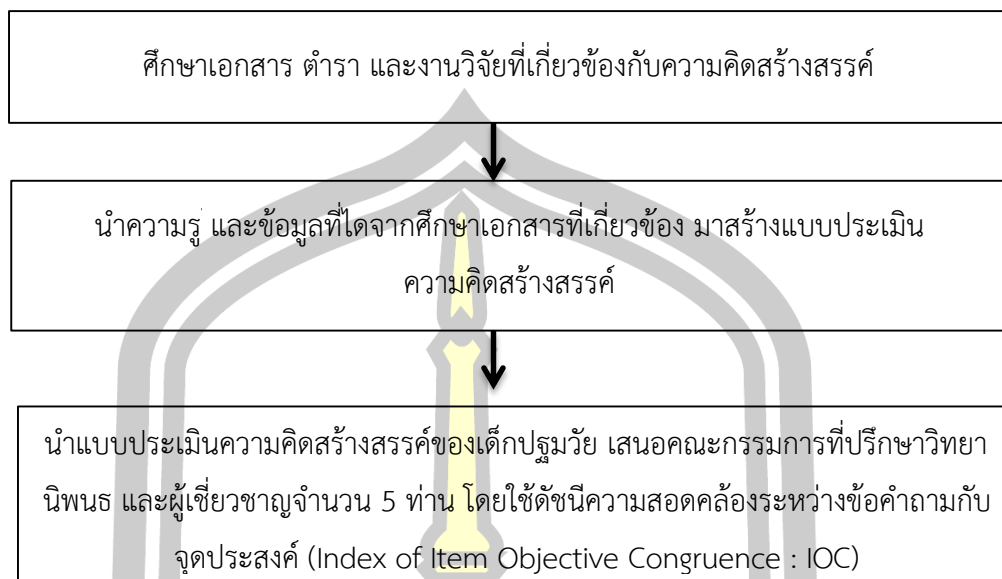 ศึกษาเอกสาร ตำรา และงานวิจัยที่เกี่ยวข้องกับความคิดสร้างสรรค์
นำความรู้ และข้อมูลที่ไดจากศึกษาเอกสารที่เกี่ยวข้อง มาสร้างแบบประเมิน
ความคิดสร้างสรรค์
นำแบบประเมินความคิดสร้างสรรค์ของเด็กปฐมวัย เสนอคณะกรรมการที่ปรึกษาวิทยา
นิพนธ และผู้เชี่ยวชาญจำนวน 5 ท่าน โดยใช้ดัชนีความสอดคล้องระหว่างข้อคำถามกับ
จุดประสงค์ (Index of Item Objective Congruence : IOC)